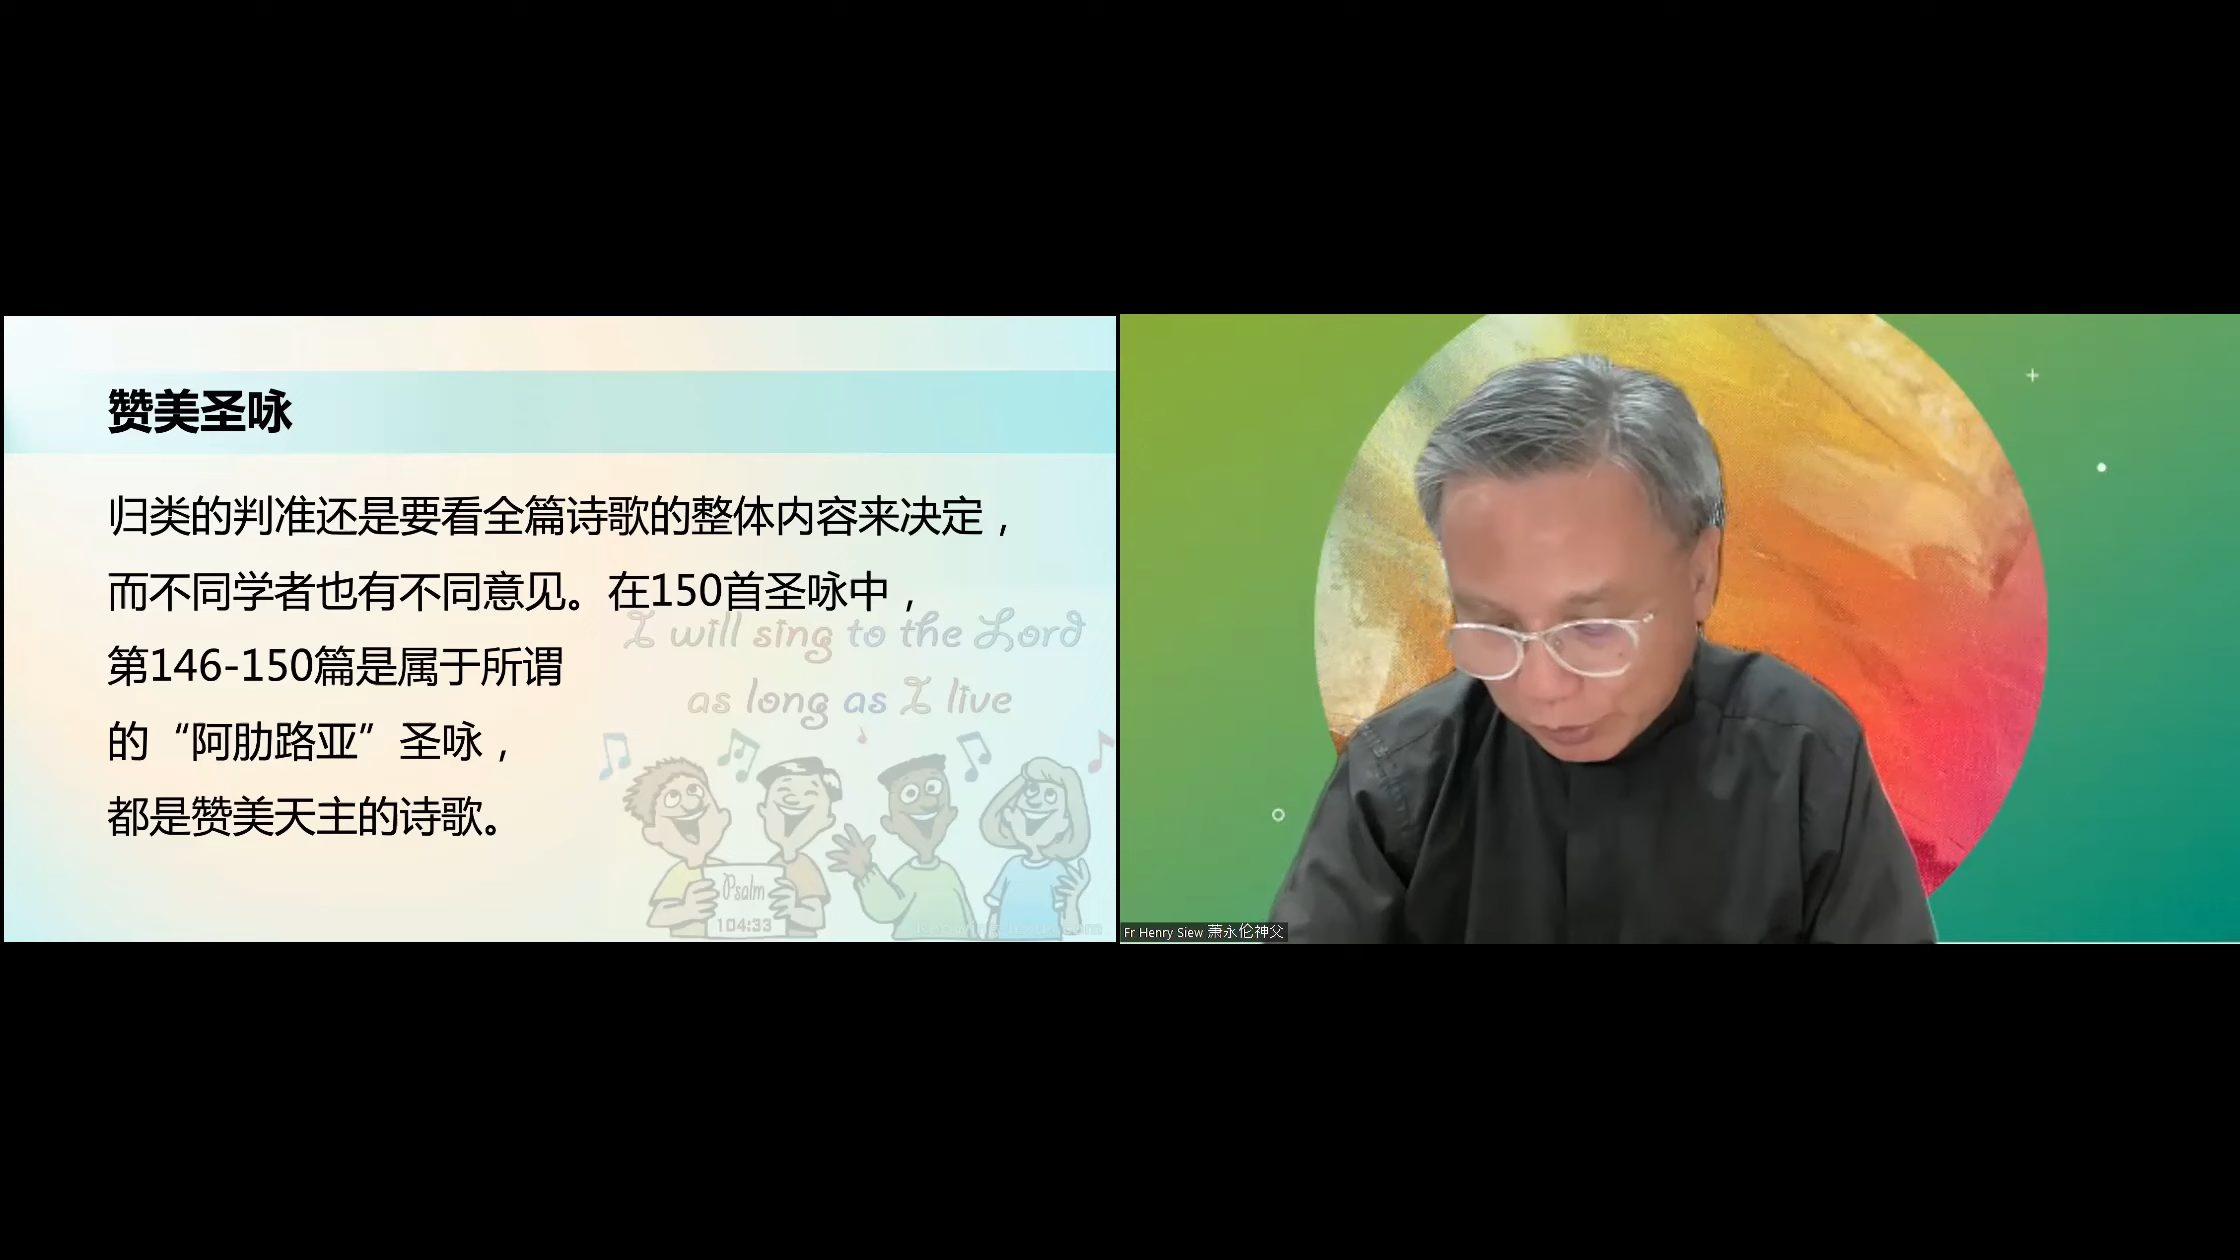 赞美圣咏
归类的判准还是要看全篇诗歌的整体内容来决定，
而不同学者也有不同意见。在150首圣咏中，
第146-150篇是属于所谓
的“阿肋路亚”圣咏，
都是赞美天主的诗歌。
I will sing to the Lord
as long as I live
Psalm
104:33
Fr Henry Siew 萧永伦神父